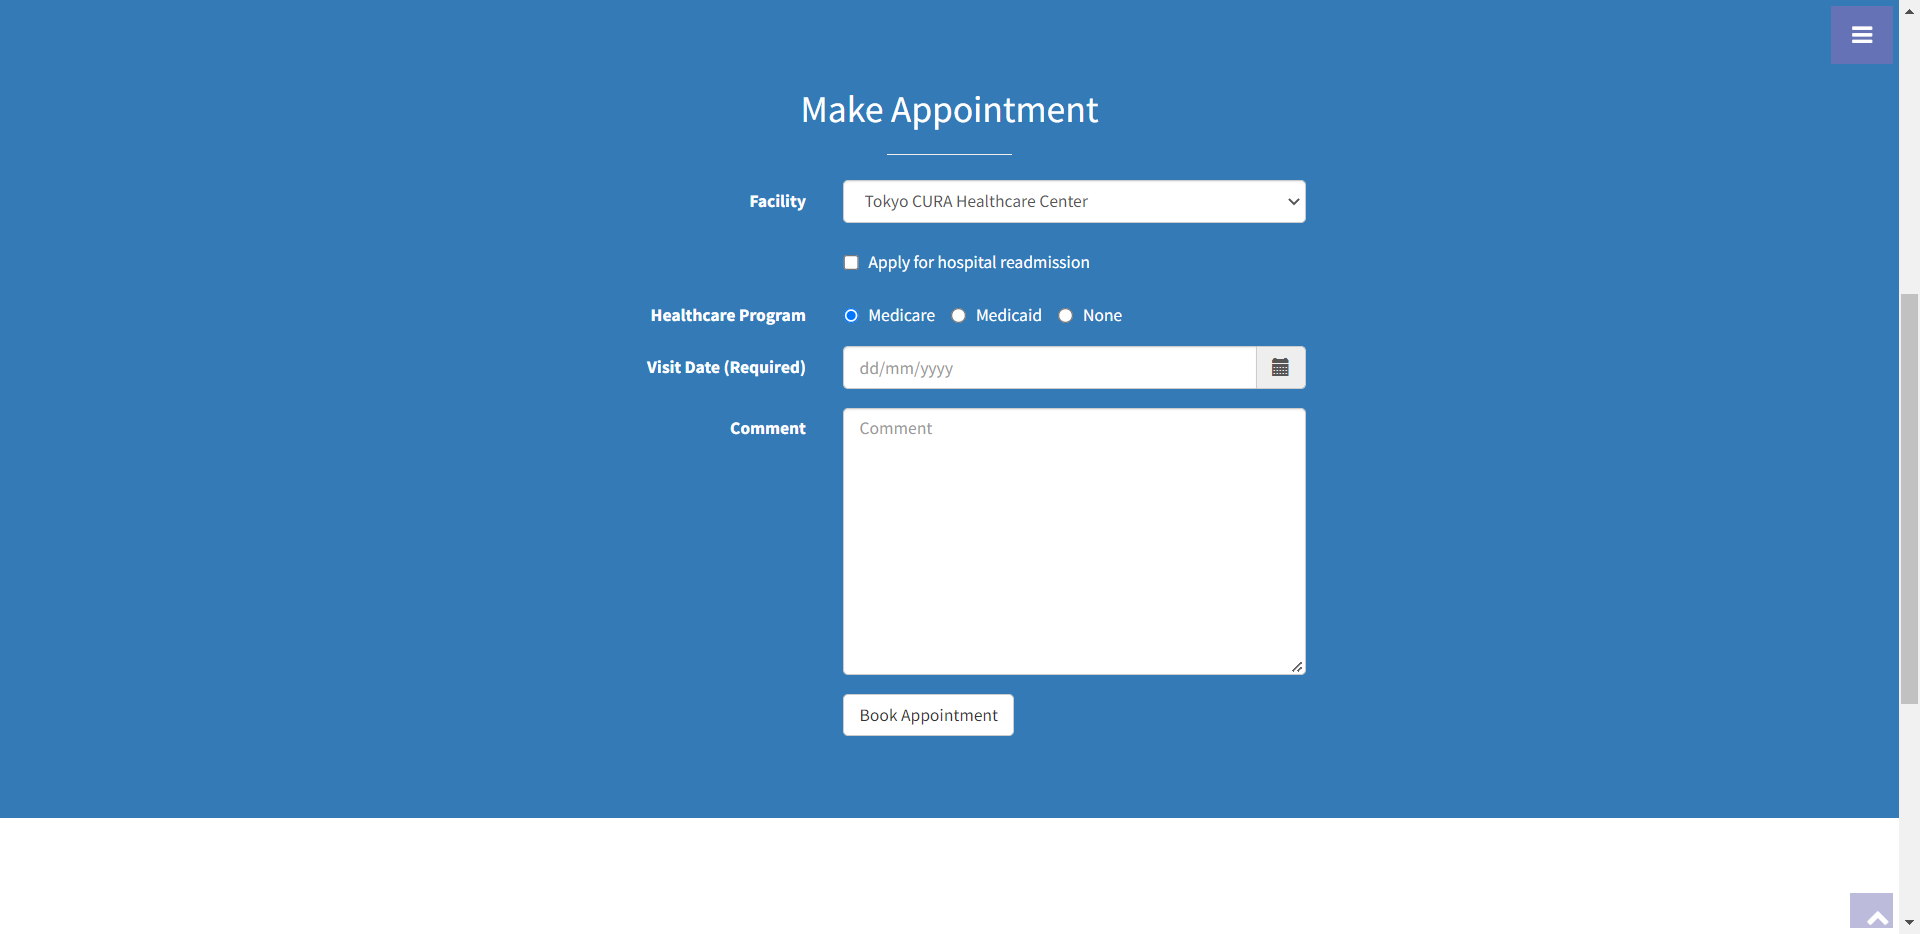 Make Appointment
Facility
Tokyo CURA Healthcare Center
Apply for hospital readmission
Healthcare Program
Medicare Medicaid None
Visit Date (Required)
dd/mm/yyyy
Comment
Comment
Book Appointment